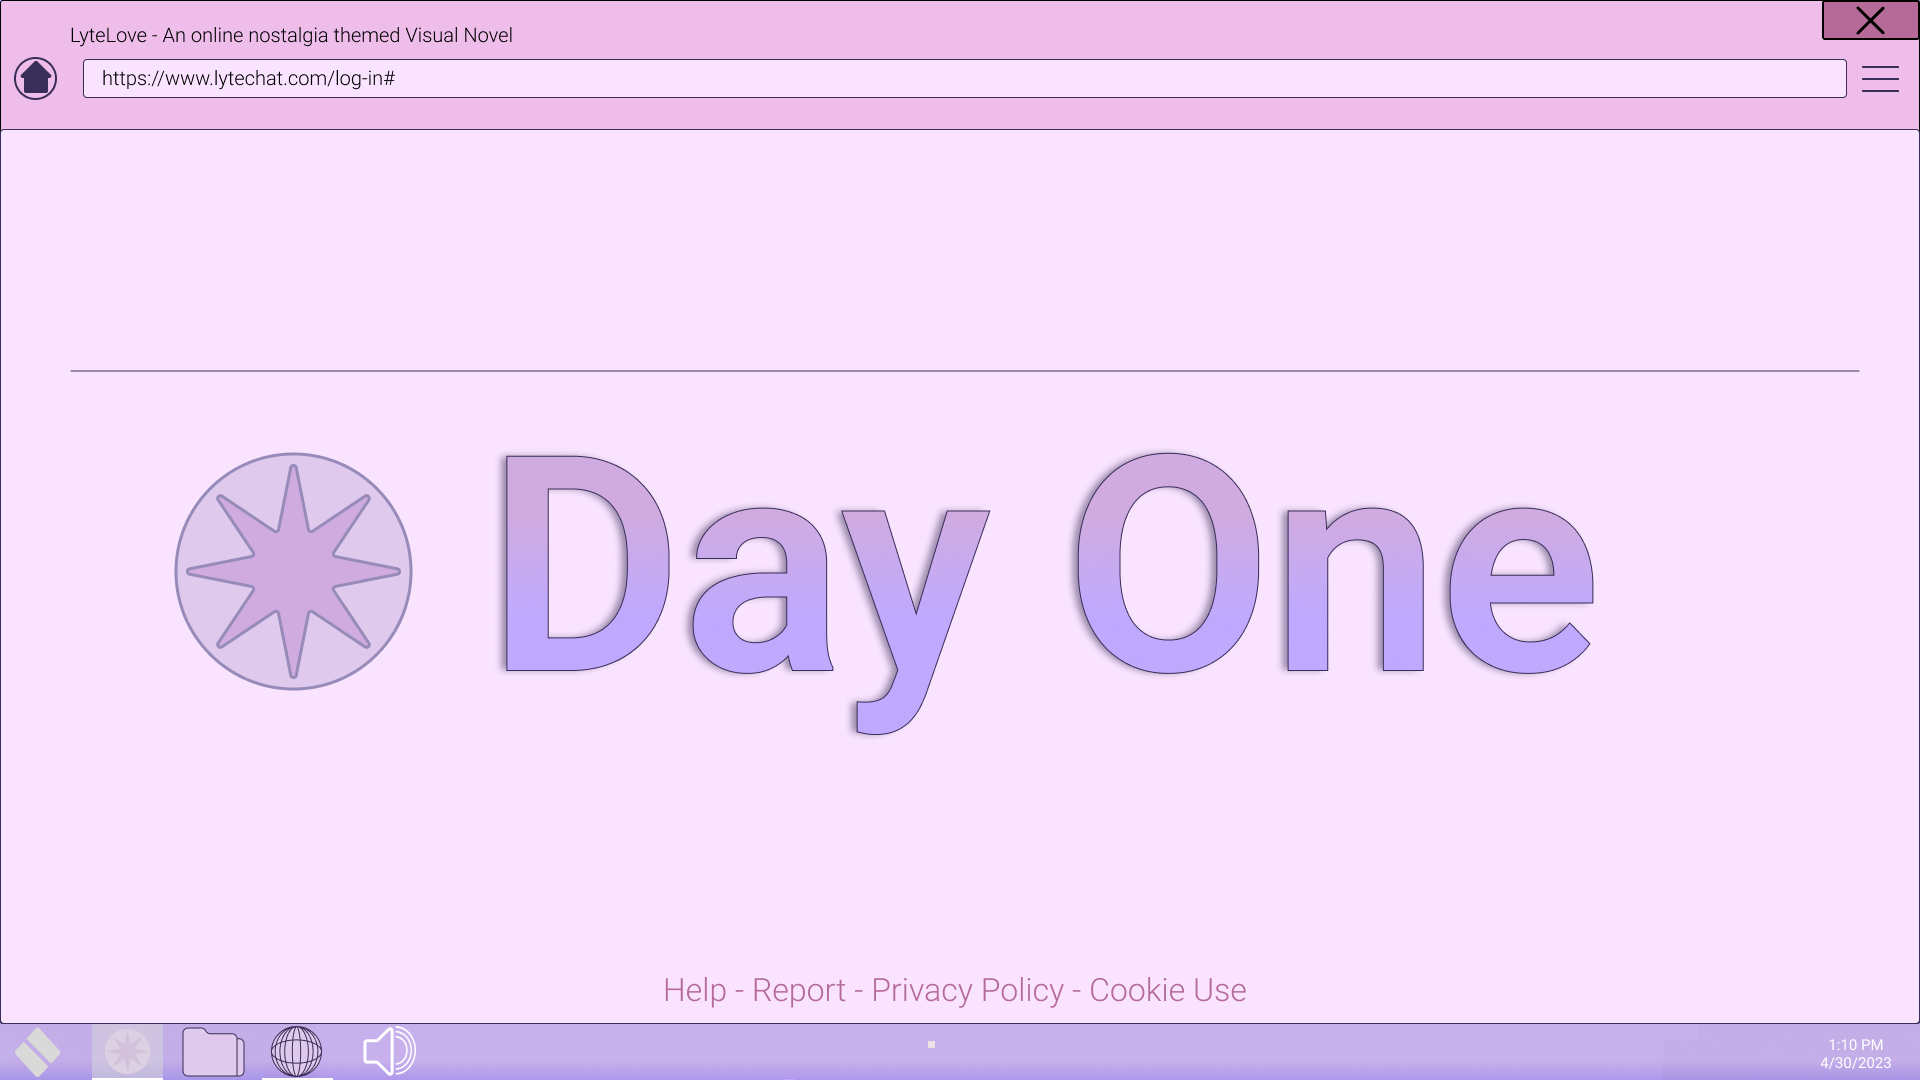 LyteLove - An online nostalgia themed Visual Novel
https://www.lytechat.com/log-in#
Day One
Help - Report - Privacy Policy - Cookie Use
1:10 PM
4/30/2023